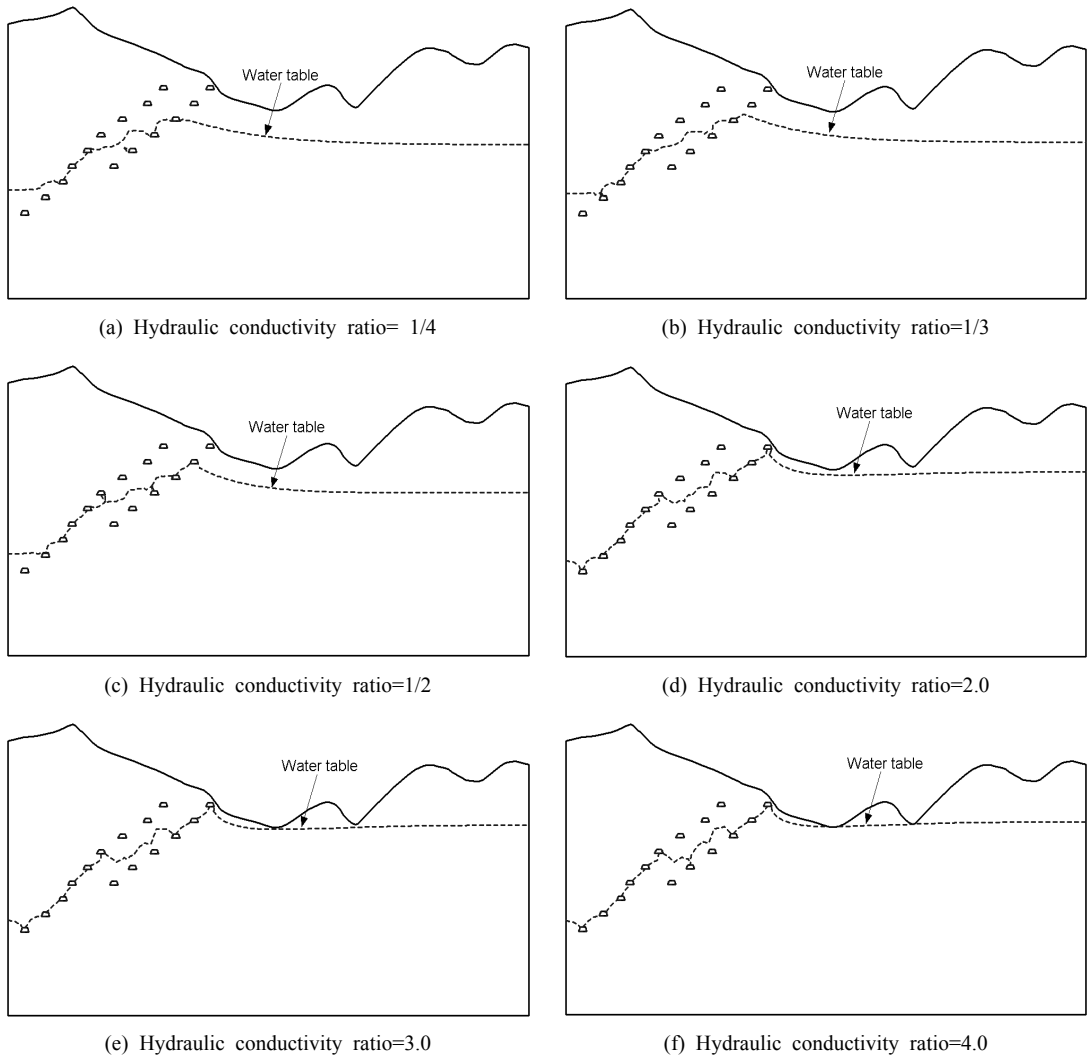 Water table
Water table
(a) Hydraulic conductivity ratio= 1/4
(b) Hydraulic conductivity ratio=1/3
Water table
Water table
(c) Hydraulic conductivity ratio=1/2
(d) Hydraulic conductivity ratio=2.0
Water table
Water table
(e) Hydraulic conductivity ratio=3.0
(f) Hydraulic conductivity ratio=4.0